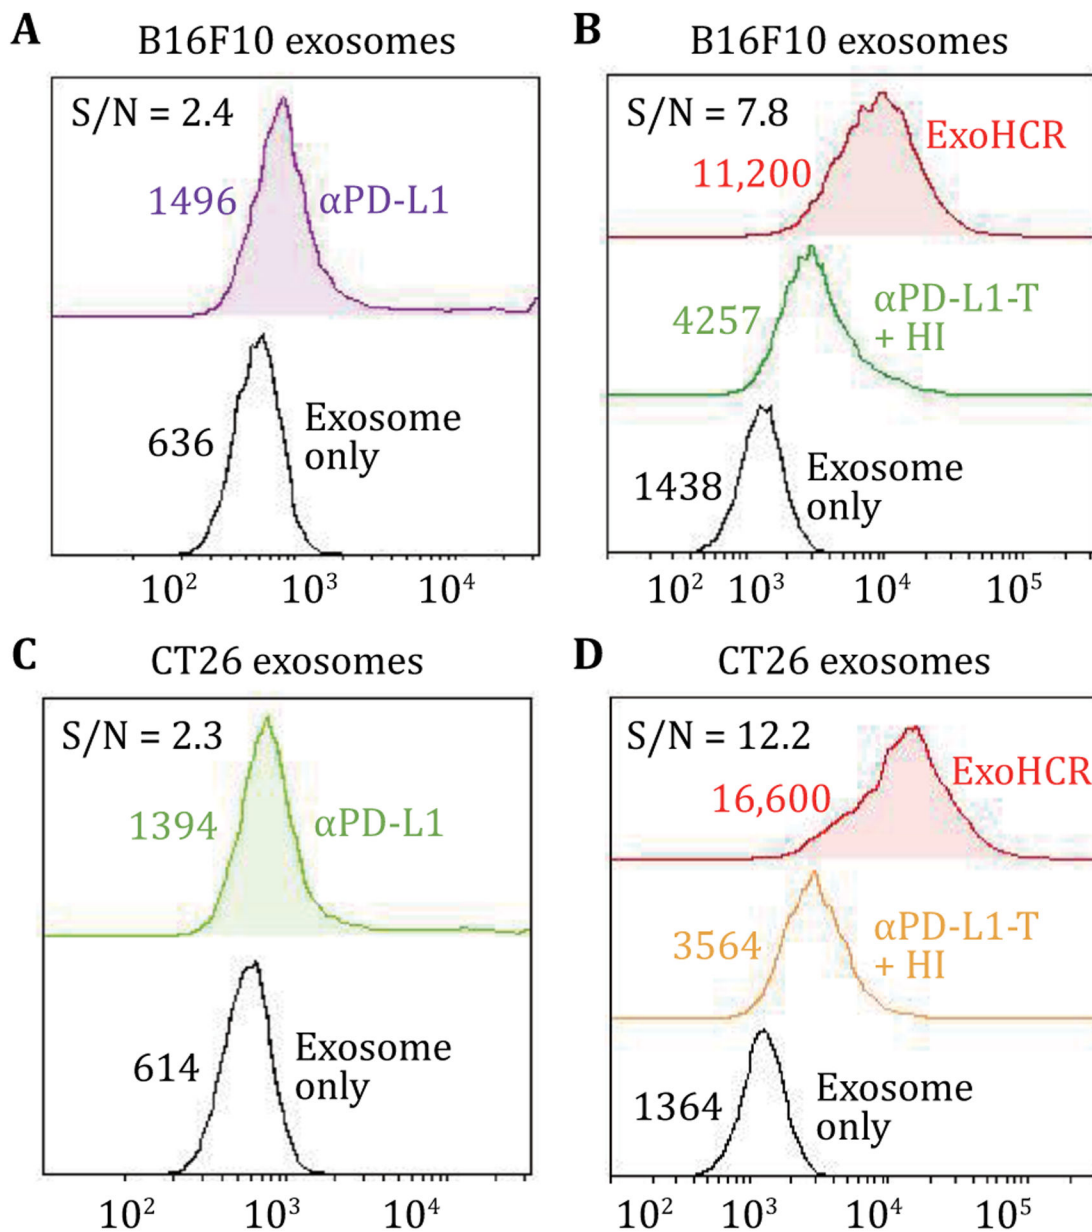 A
B16F10 exosomes
S/N = 2.4
1496
αPD-L1
636
Exosome
only
10²
10³
10⁴
B
B16F10 exosomes
S/N = 7.8
ExoHCR
11,200
αPD-L1-T
4257
+ HI
Exosome
1438
only
10²
10³
10⁴
10⁵
C
CT26 exosomes
S/N = 2.3
1394
αPD-L1
Exosome
614
only
10²
10³
10⁴
D
CT26 exosomes
S/N = 12.2
ExoHCR
16,600
αPD-L1-T
3564
+ HI
Exosome
1364
only
10²
10³
10⁴
10⁵